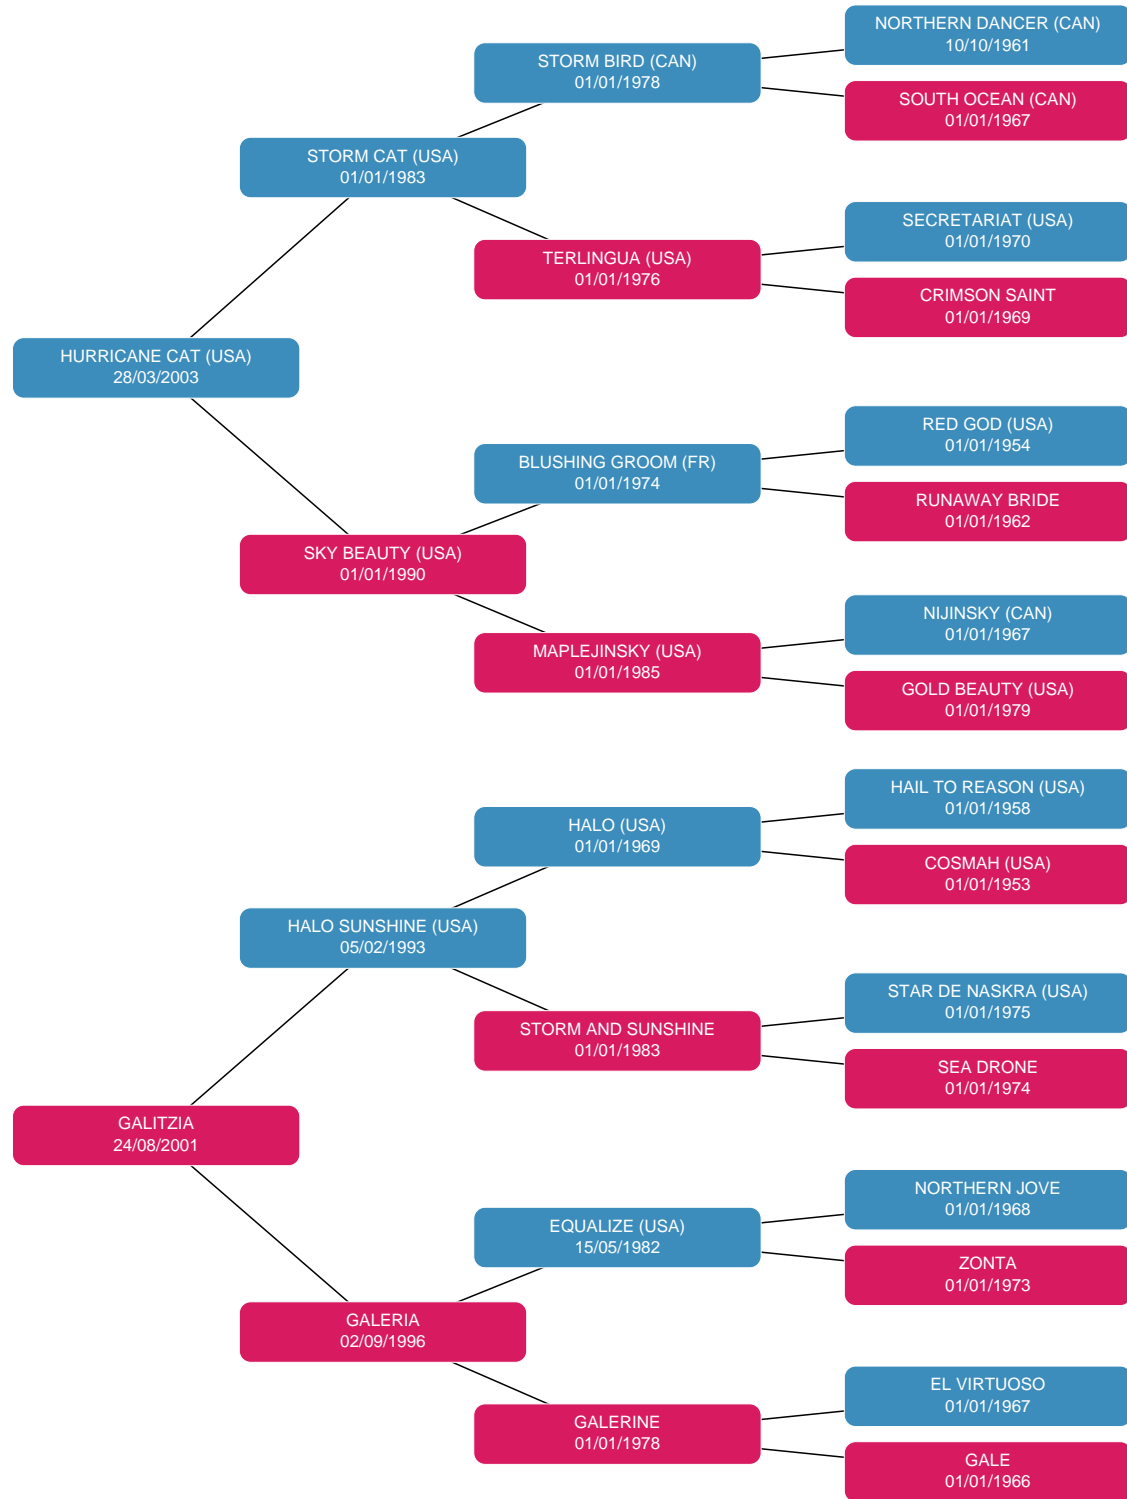 NORTHERN DANCER (CAN)
10/10/1961
STORM BIRD (CAN)
01/01/1978
SOUTH OCEAN (CAN)
01/01/1967
STORM CAT (USA)
01/01/1983
SECRETARIAT (USA)
01/01/1970
TERLINGUA (USA)
01/01/1976
CRIMSON SAINT
01/01/1969
HURRICANE CAT (USA)
28/03/2003
RED GOD (USA)
01/01/1954
BLUSHING GROOM (FR)
01/01/1974
RUNAWAY BRIDE
01/01/1962
SKY BEAUTY (USA)
01/01/1990
NIJINSKY (CAN)
01/01/1967
MAPLEJINSKY (USA)
01/01/1985
GOLD BEAUTY (USA)
01/01/1979
HAIL TO REASON (USA)
01/01/1958
HALO (USA)
01/01/1969
COSMAH (USA)
01/01/1953
HALO SUNSHINE (USA)
05/02/1993
STAR DE NASKRA (USA)
01/01/1975
STORM AND SUNSHINE
01/01/1983
SEA DRONE
01/01/1974
GALITZIA
24/08/2001
NORTHERN JOVE
01/01/1968
EQUALIZE (USA)
15/05/1982
ZONTA
01/01/1973
GALERIA
02/09/1996
EL VIRTUOSO
01/01/1967
GALERINE
01/01/1978
GALE
01/01/1966